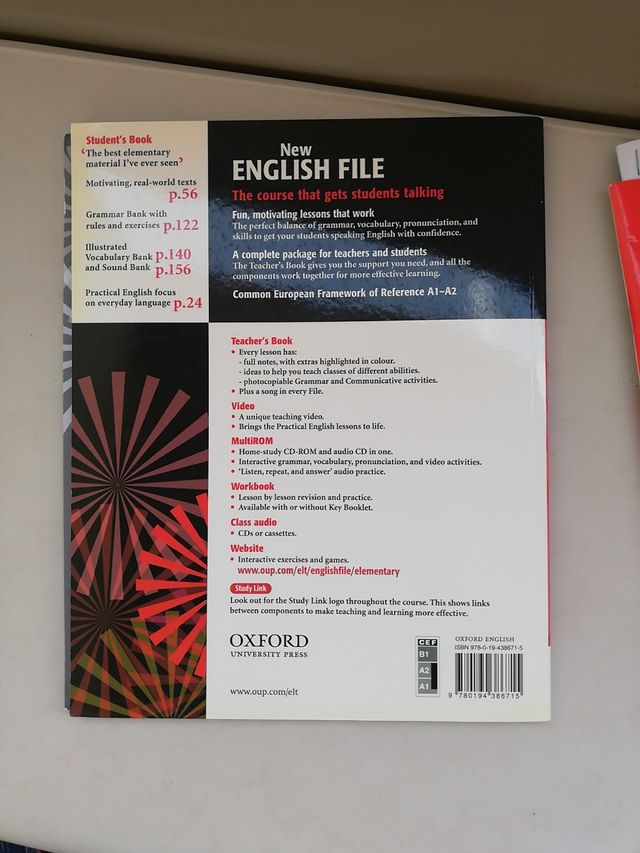 Student's Book
'The best elementary
material I've ever seen'
Motivating, real-world texts
p.56
Grammar Bank with
rules and exercises p.122
Illustrated
Vocabulary Bank p.140
and Sound Bank p.156
Practical English focus
on everyday language p.24
New
ENGLISH FILE
The course that gets students talking
Fun, motivating lessons that work
The perfect balance of grammar, vocabulary, pronunciation, and
skills to get your students speaking English with confidence.
A complete package for teachers and students
The Teacher's Book gives you the support you need, and all the
components work together for more effective learning.
Common European Framework of Reference A1–A2
Teacher's Book
• Every lesson has:
- full notes, with extras highlighted in colour.
- ideas to help you teach classes of different abilities.
- photocopiable Grammar and Communicative activities.
• Plus a song in every File.
Video
• A unique teaching video.
• Brings the Practical English lessons to life.
MultiROM
• Home-study CD-ROM and audio CD in one.
• Interactive grammar, vocabulary, pronunciation, and video activities.
• 'Listen, repeat, and answer' audio practice.
Workbook
• Lesson by lesson revision and practice.
• Available with or without Key Booklet.
Class audio
• CDs or cassettes.
Website
• Interactive exercises and games.
www.oup.com/elt/englishfile/elementary
Study Link
Look out for the Study Link logo throughout the course. This shows links
between components to make teaching and learning more effective.
OXFORD
UNIVERSITY PRESS
www.oup.com/elt
CEF
B1
A2
A1
OXFORD ENGLISH
ISBN 978-0-19-438671-5
9 780194 386715